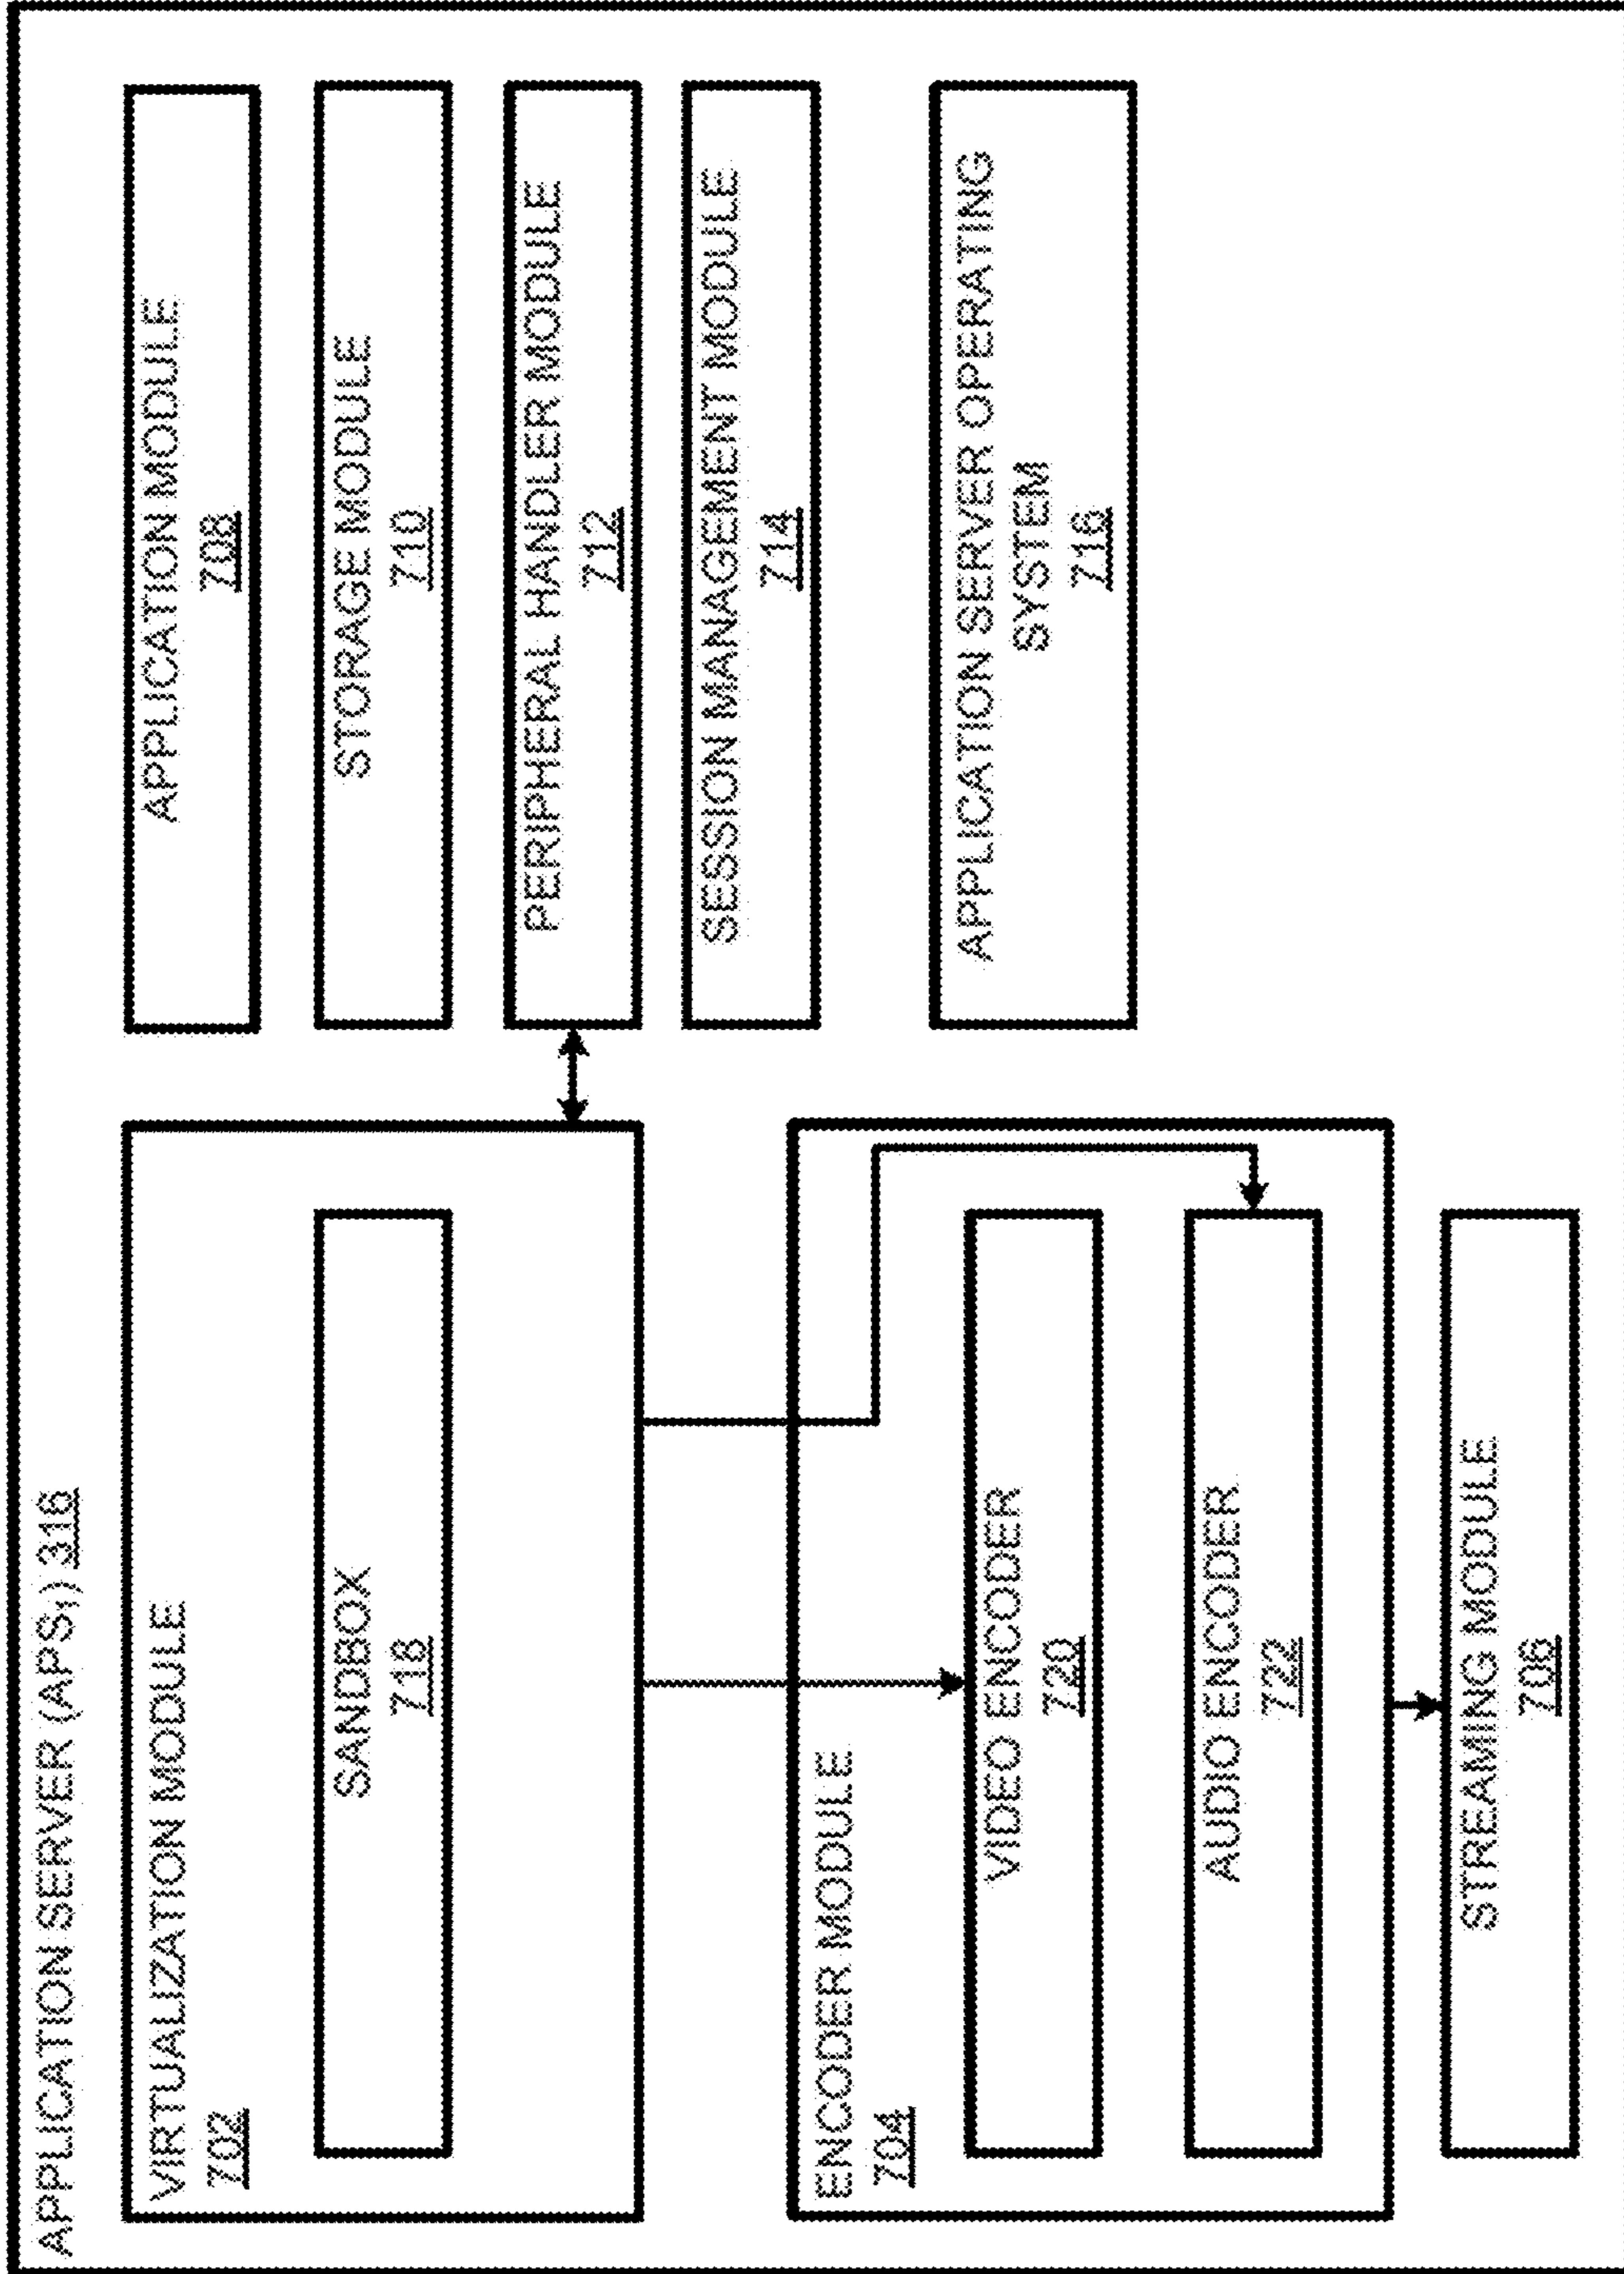 APPLICATION SERVER (APS₁) 316
VIRTUALIZATION MODULE
702
SANDBOX
718
ENCODER MODULE
704
VIDEO ENCODER
720
AUDIO ENCODER
722
STREAMING MODULE
706
APPLICATION MODULE
708
STORAGE MODULE
710
PERIPHERAL HANDLER MODULE
712
SESSION MANAGEMENT MODULE
714
APPLICATION SERVER OPERATING
SYSTEM
716